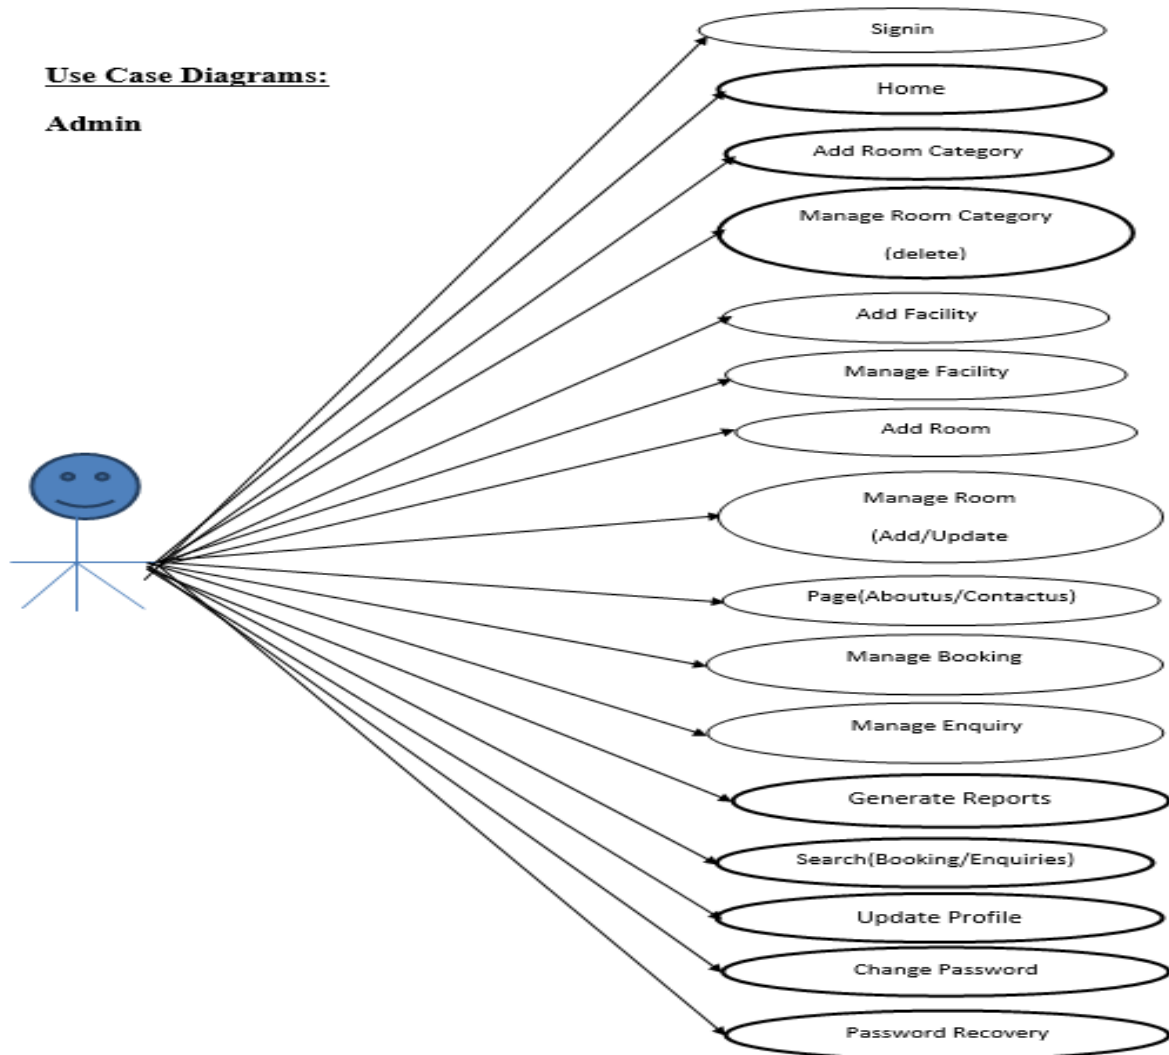 Use Case Diagrams:
Admin
Signin
Home
Add Room Category
Manage Room Category
(delete)
Add Facility
Manage Facility
Add Room
Manage Room
(Add/Update
Page(Aboutus/Contactus)
Manage Booking
Manage Enquiry
Generate Reports
Search(Booking/Enquiries)
Update Profile
Change Password
Password Recovery